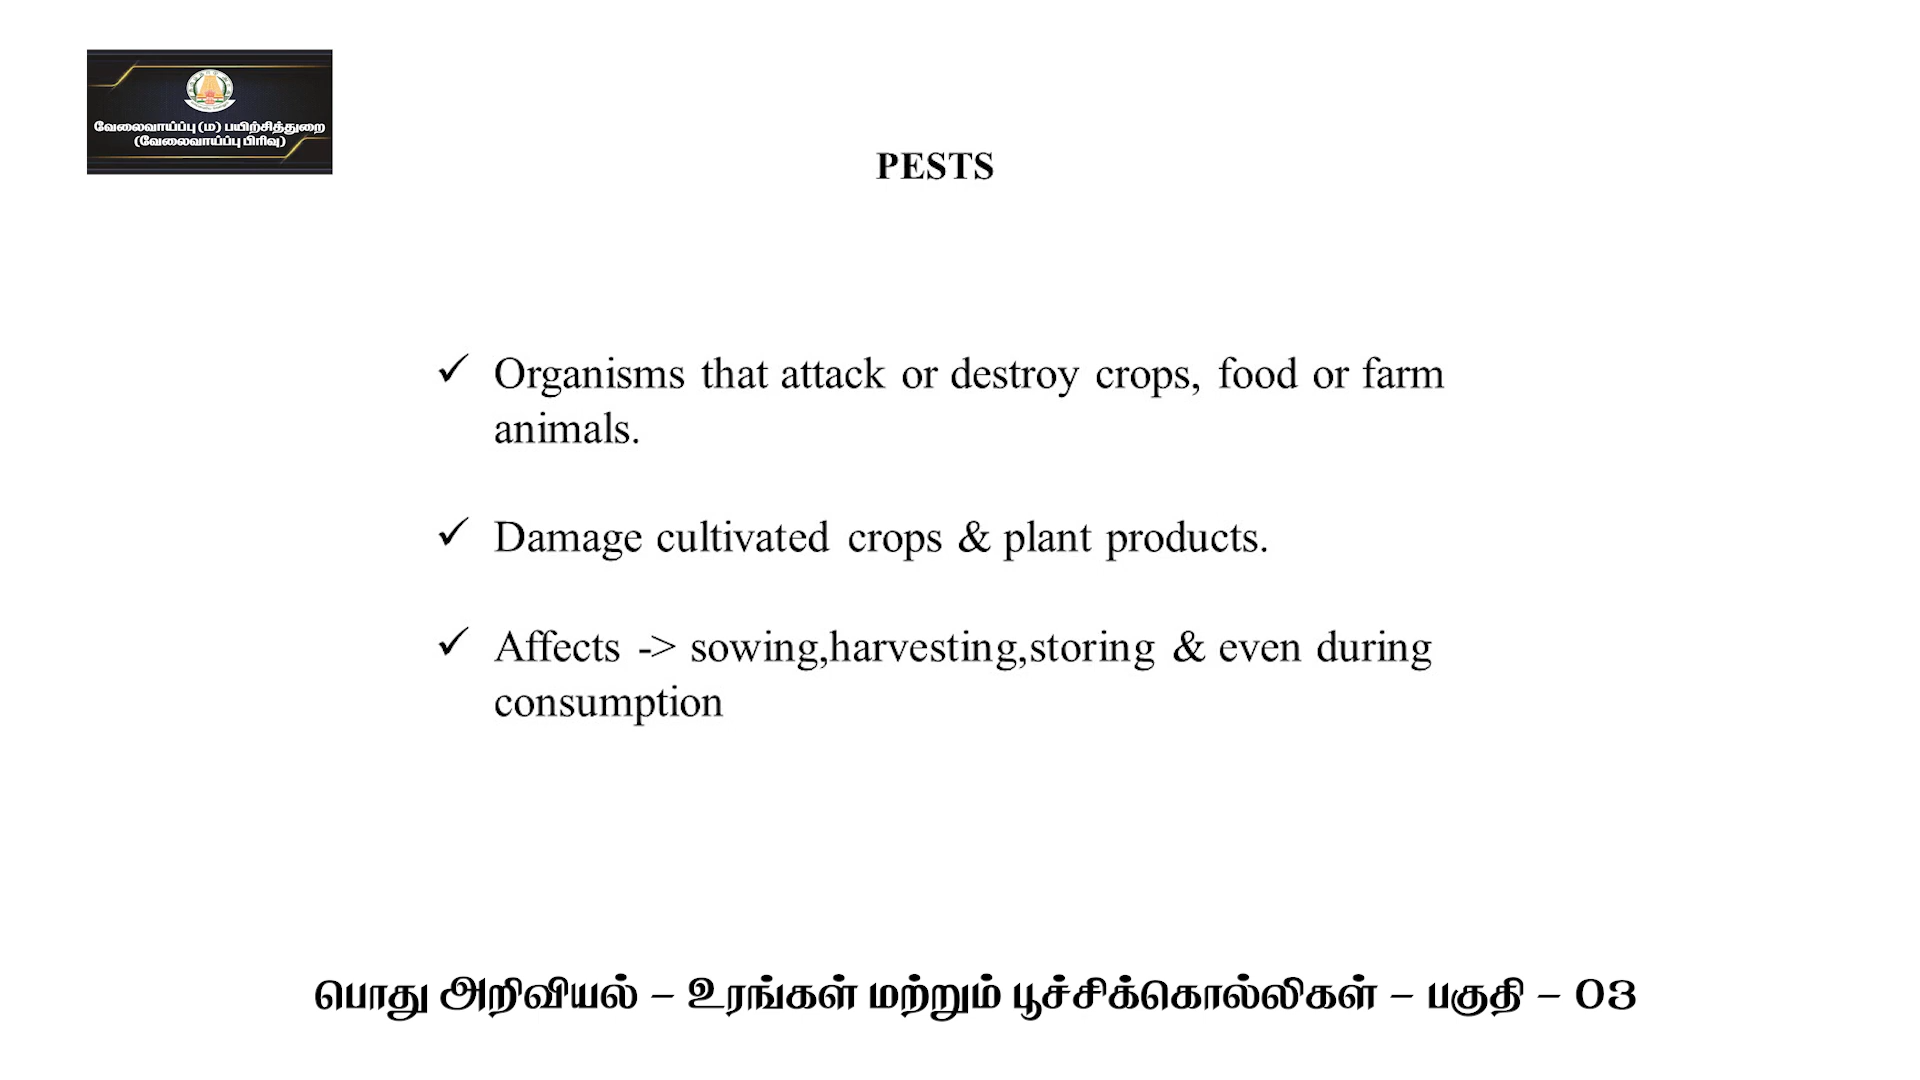 வேலைவாய்ப்பு (ம) பயிற்சித்துறை
(வேலைவாய்ப்பு பிரிவு)
PESTS
✓ Organisms that attack or destroy crops, food or farm
animals.
✓ Damage cultivated crops & plant products.
✓ Affects -> sowing,harvesting,storing & even during
consumption
பொது அறிவியல் – உரங்கள் மற்றும் பூச்சிக்கொல்லிகள் – பகுதி – 03